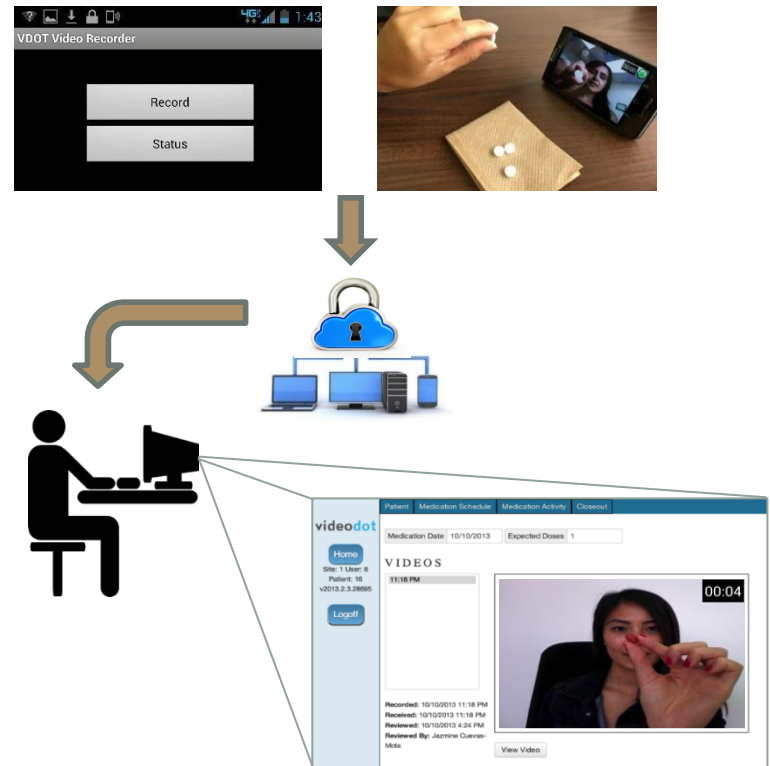 1:43
VDOT Video Recorder
Record
Status
Patient Medication Schedule Medication Activity Closeout
videodot
Medication Date 10/10/2013 Expected Doses 1
Home
Site: 1 User: 8
Patient: 16
v2013.2.3.28695
Logoff
VIDEOS
11:18 PM
00:04
Recorded: 10/10/2013 11:18 PM
Received: 10/10/2013 11:18 PM
Reviewed: 10/10/2013 4:24 PM
Reviewed By: Jazmine Cuevas-
Mota
View Video